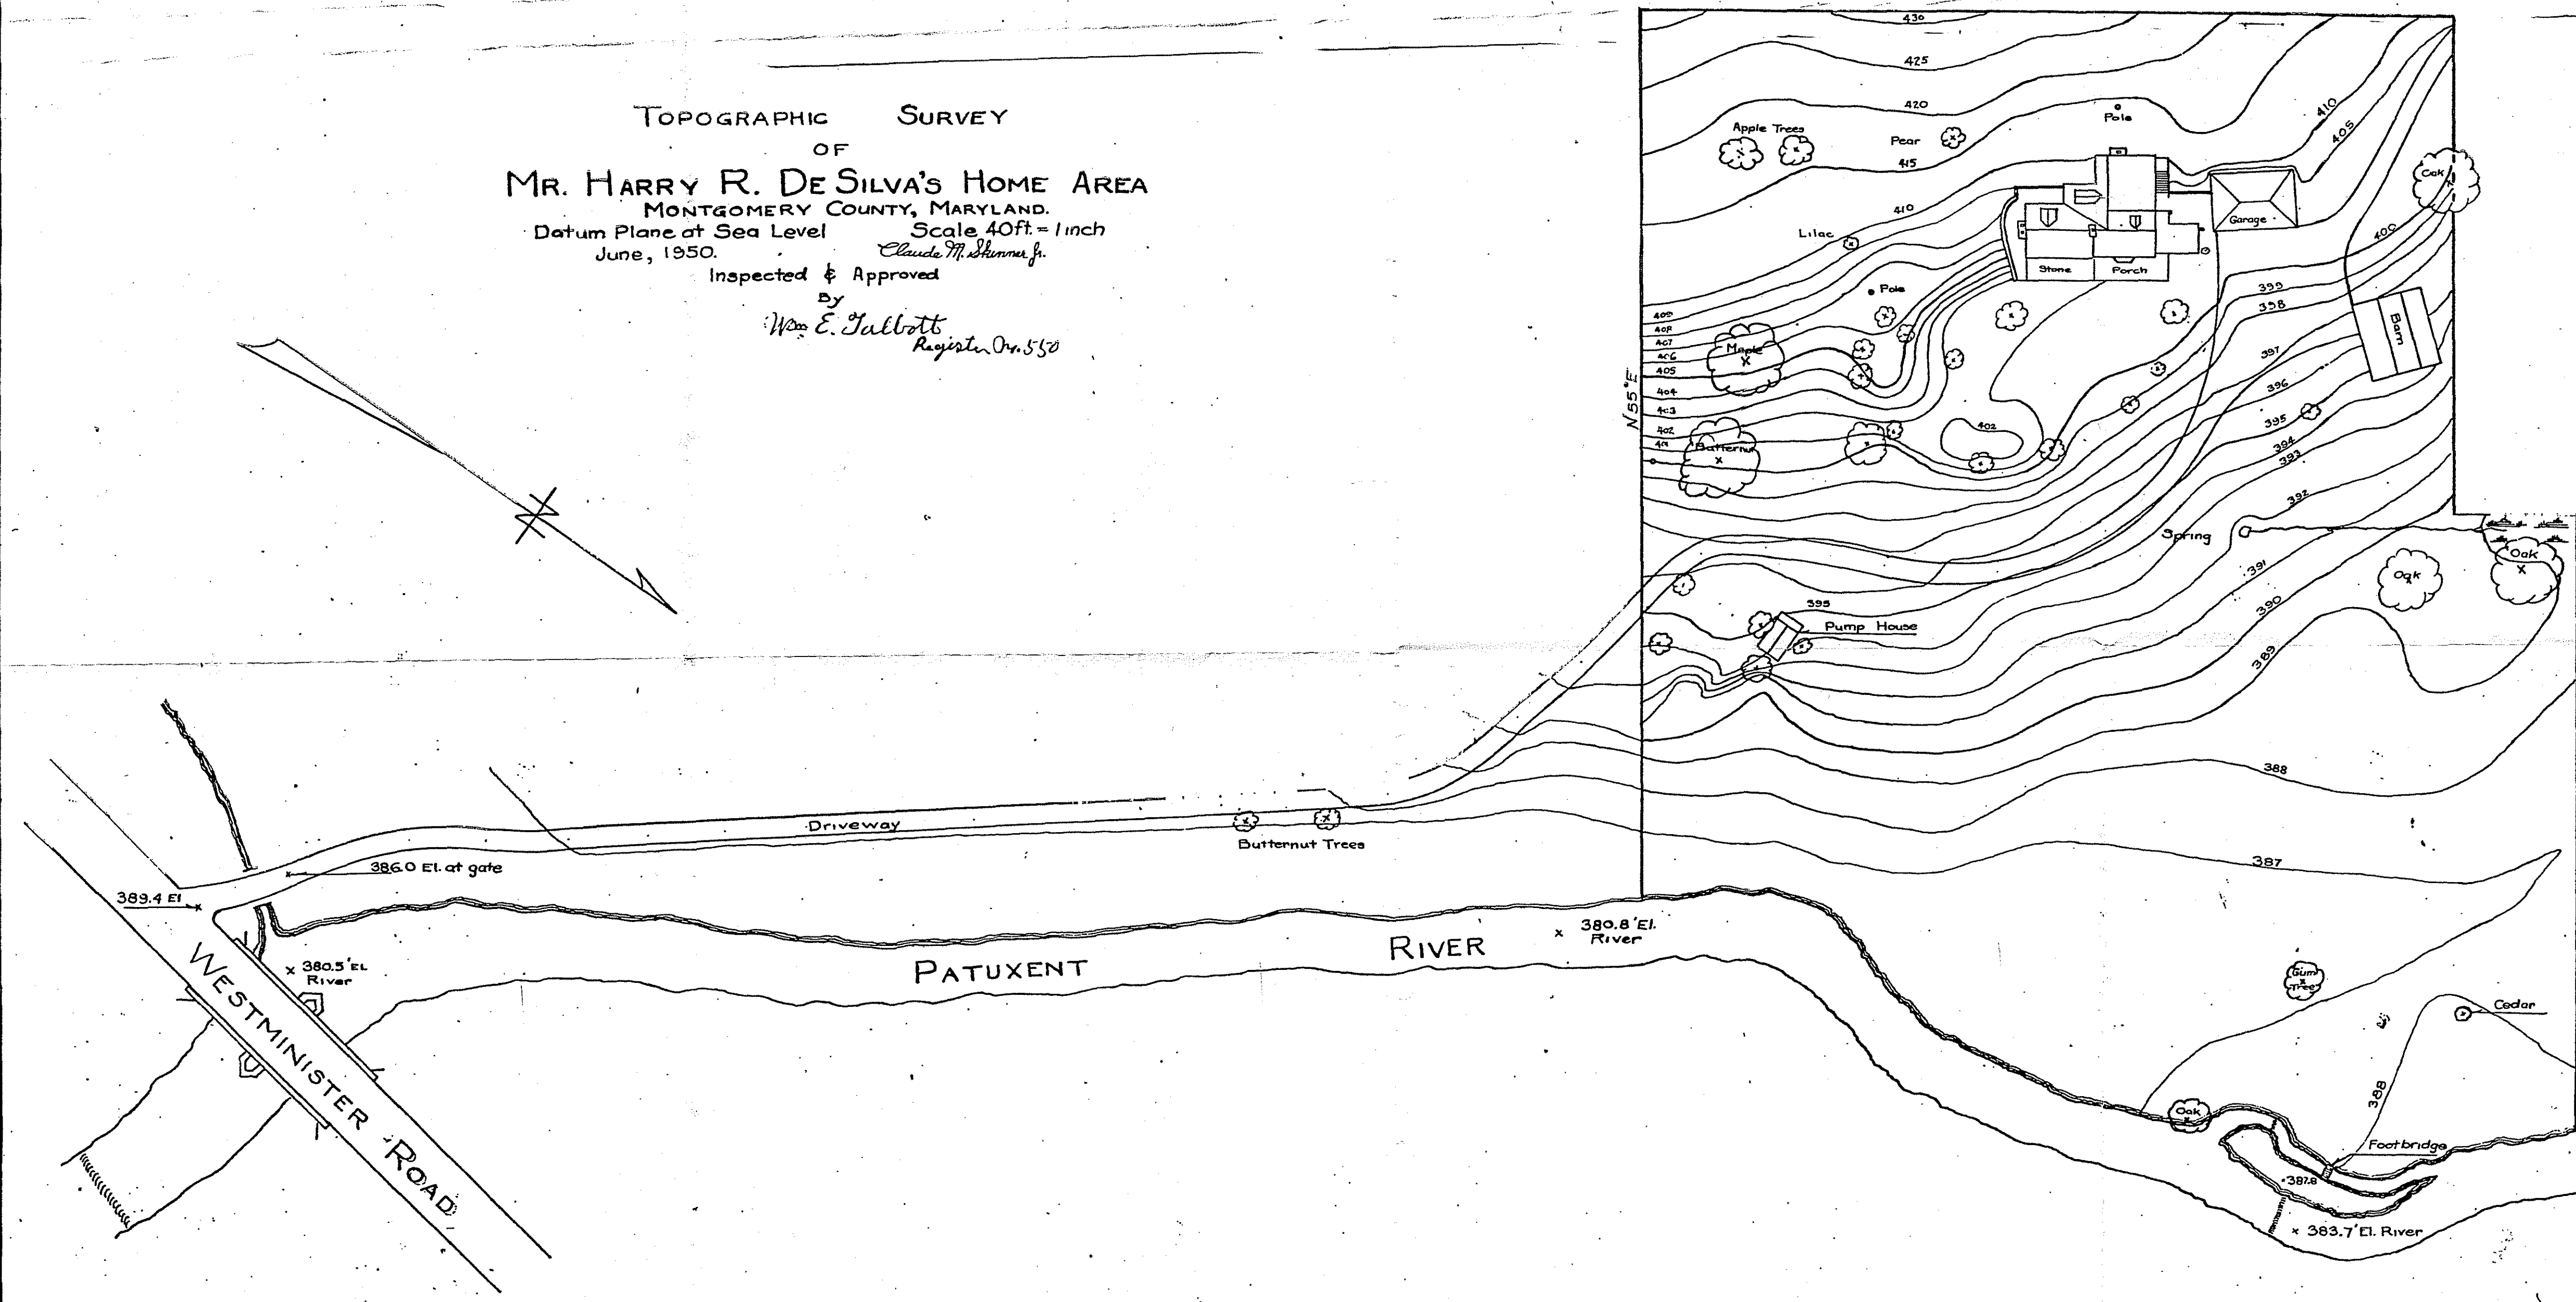 TOPOGRAPHIC SURVEY
OF
MR. HARRY R. DESILVA'S HOME AREA
MONTGOMERY COUNTY, MARYLAND.
Datum Plane at Sea Level Scale 40ft. = 1 inch
June, 1950. Claude M. Skinner Jr.
Inspected & Approved
By
Wm E. Talbott
Register No. 550
430
425
420
Pole
410
405
Apple Trees
Pear
415
Oak
410
Garage
Lilac
400
Stone Porch
Pole
399
398
409
408
407
406
405
404
403
402
401
Maple
Barn
N 55° E
397
396
395
394
393
402
Butternut
392
Spring
Oak
Oak
391
390
389
395
Pump House
388
Driveway
Butternut Trees
387
386.0 El. at gate
389.4 El
380.8' El.
River
RIVER
PATUXENT
380.5' EL
River
WESTMINISTER ROAD
Gum
Tree
Cedar
388
Oak
Footbridge
387.8
383.7' El. River